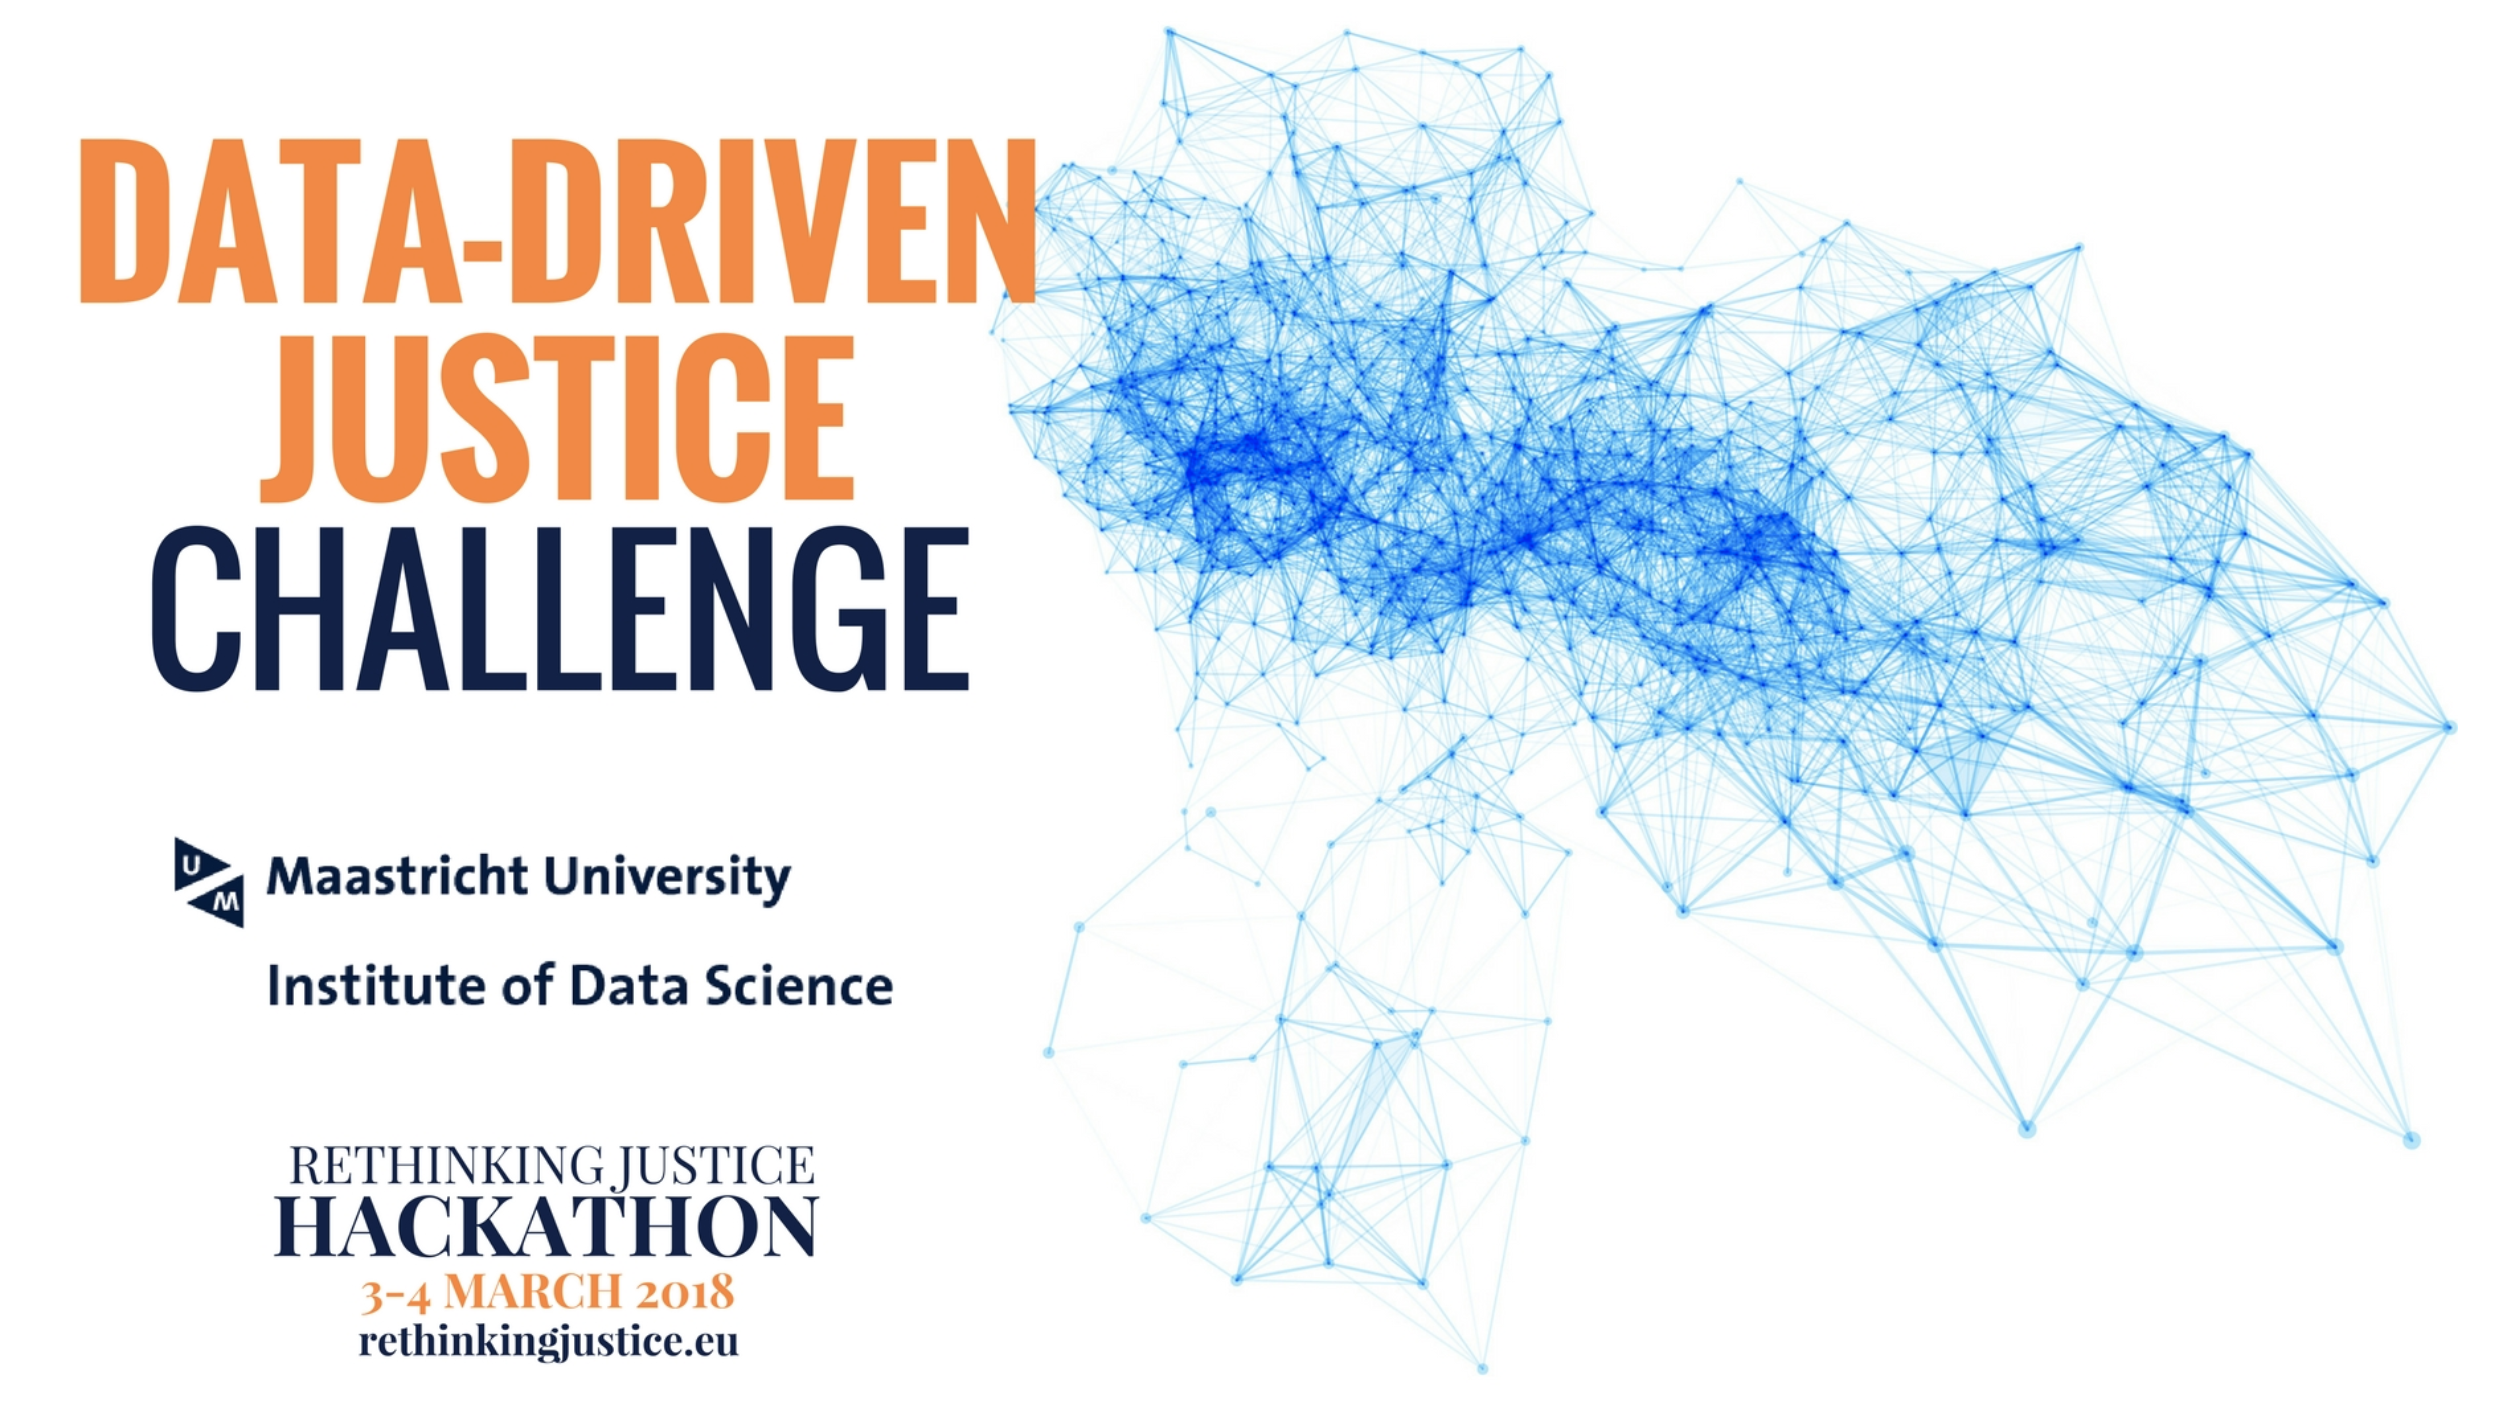 DATA-DRIVEN
JUSTICE
CHALLENGE
U
M
Maastricht University
Institute of Data Science
RETHINKING JUSTICE
HACKATHON
3-4 MARCH 2018
rethinkingjustice.eu